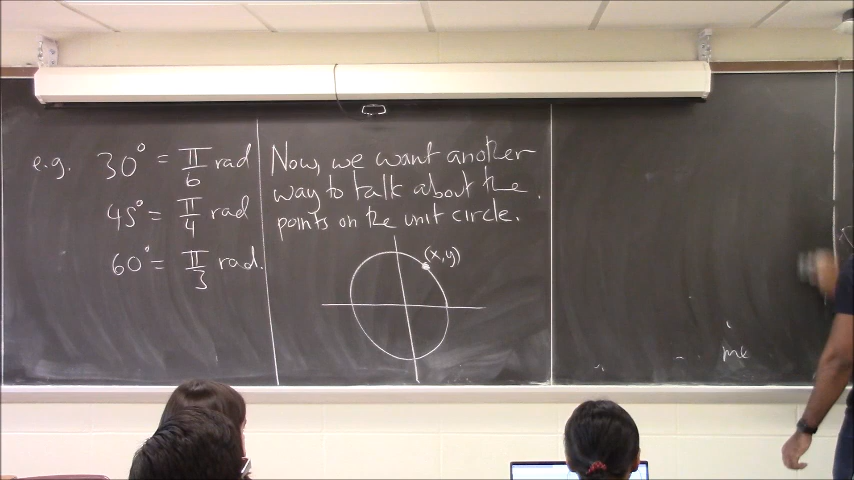 e.g. 30° = π/6 rad
45° = π/4 rad
60° = π/3 rad.
Now, we want another
way to talk about the
points on the unit circle.
(x,y)
me